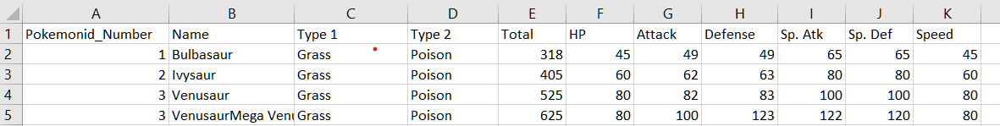 A B C D E F G H I J K
1 Pokemonid_Number Name Type 1 Type 2 Total HP Attack Defense Sp. Atk Sp. Def Speed
2 1 Bulbasaur Grass Poison 318 45 49 49 65 65 45
3 2 Ivysaur Grass Poison 405 60 62 63 80 80 60
4 3 Venusaur Grass Poison 525 80 82 83 100 100 80
5 3 VenusaurMega Venu Grass Poison 625 80 100 123 122 120 80